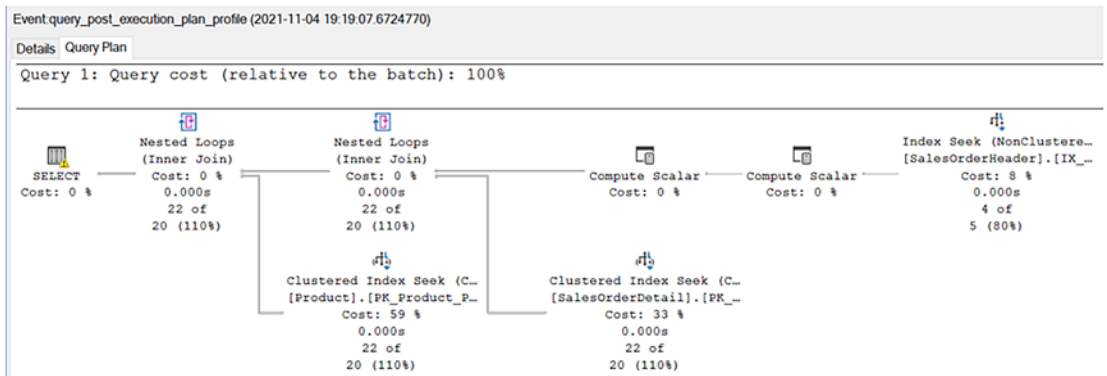 Event:query_post_execution_plan_profile (2021-11-04 19:19:07.6724770)
Details Query Plan
Query 1: Query cost (relative to the batch): 100%
SELECT
Cost: 0 %
Nested Loops
(Inner Join)
Cost: 0 %
0.000s
22 of
20 (110%)
Nested Loops
(Inner Join)
Cost: 0 %
0.000s
22 of
20 (110%)
Compute Scalar
Cost: 0 %
Compute Scalar
Cost: 0 %
Index Seek (NonClustere…
[SalesOrderHeader].[IX_…
Cost: 8 %
0.000s
4 of
5 (80%)
Clustered Index Seek (C…
[Product].[PK_Product_P…
Cost: 59 %
0.000s
22 of
20 (110%)
Clustered Index Seek (C…
[SalesOrderDetail].[PK_…
Cost: 33 %
0.000s
22 of
20 (110%)